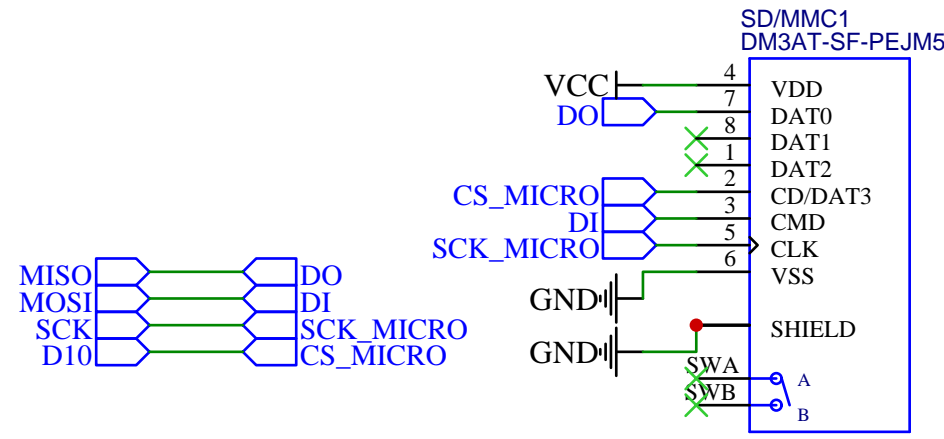 SD/MMC1
DM3AT-SF-PEJM5
VCC 4 VDD
DO 7 DAT0
8 DAT1
1 DAT2
CS_MICRO 2 CD/DAT3
DI 3 CMD
SCK_MICRO 5 CLK
6 VSS
GND
SHIELD
GND
SWA A
SWB B
MISO DO
MOSI DI
SCK SCK_MICRO
D10 CS_MICRO